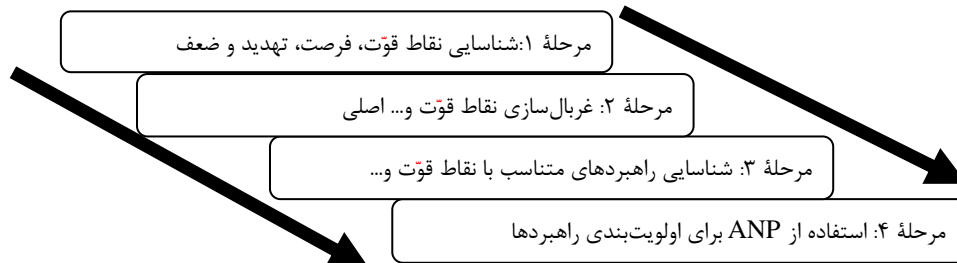 مرحلهٔ ۱:شناسایی نقاط قوّت، فرصت، تهدید و ضعف
مرحلهٔ ۲: غربال‌سازی نقاط قوّت و... اصلی
مرحلهٔ ۳: شناسایی راهبردهای متناسب با نقاط قوّت و...
مرحلهٔ ۴: استفاده از ANP برای اولویت‌بندی راهبردها